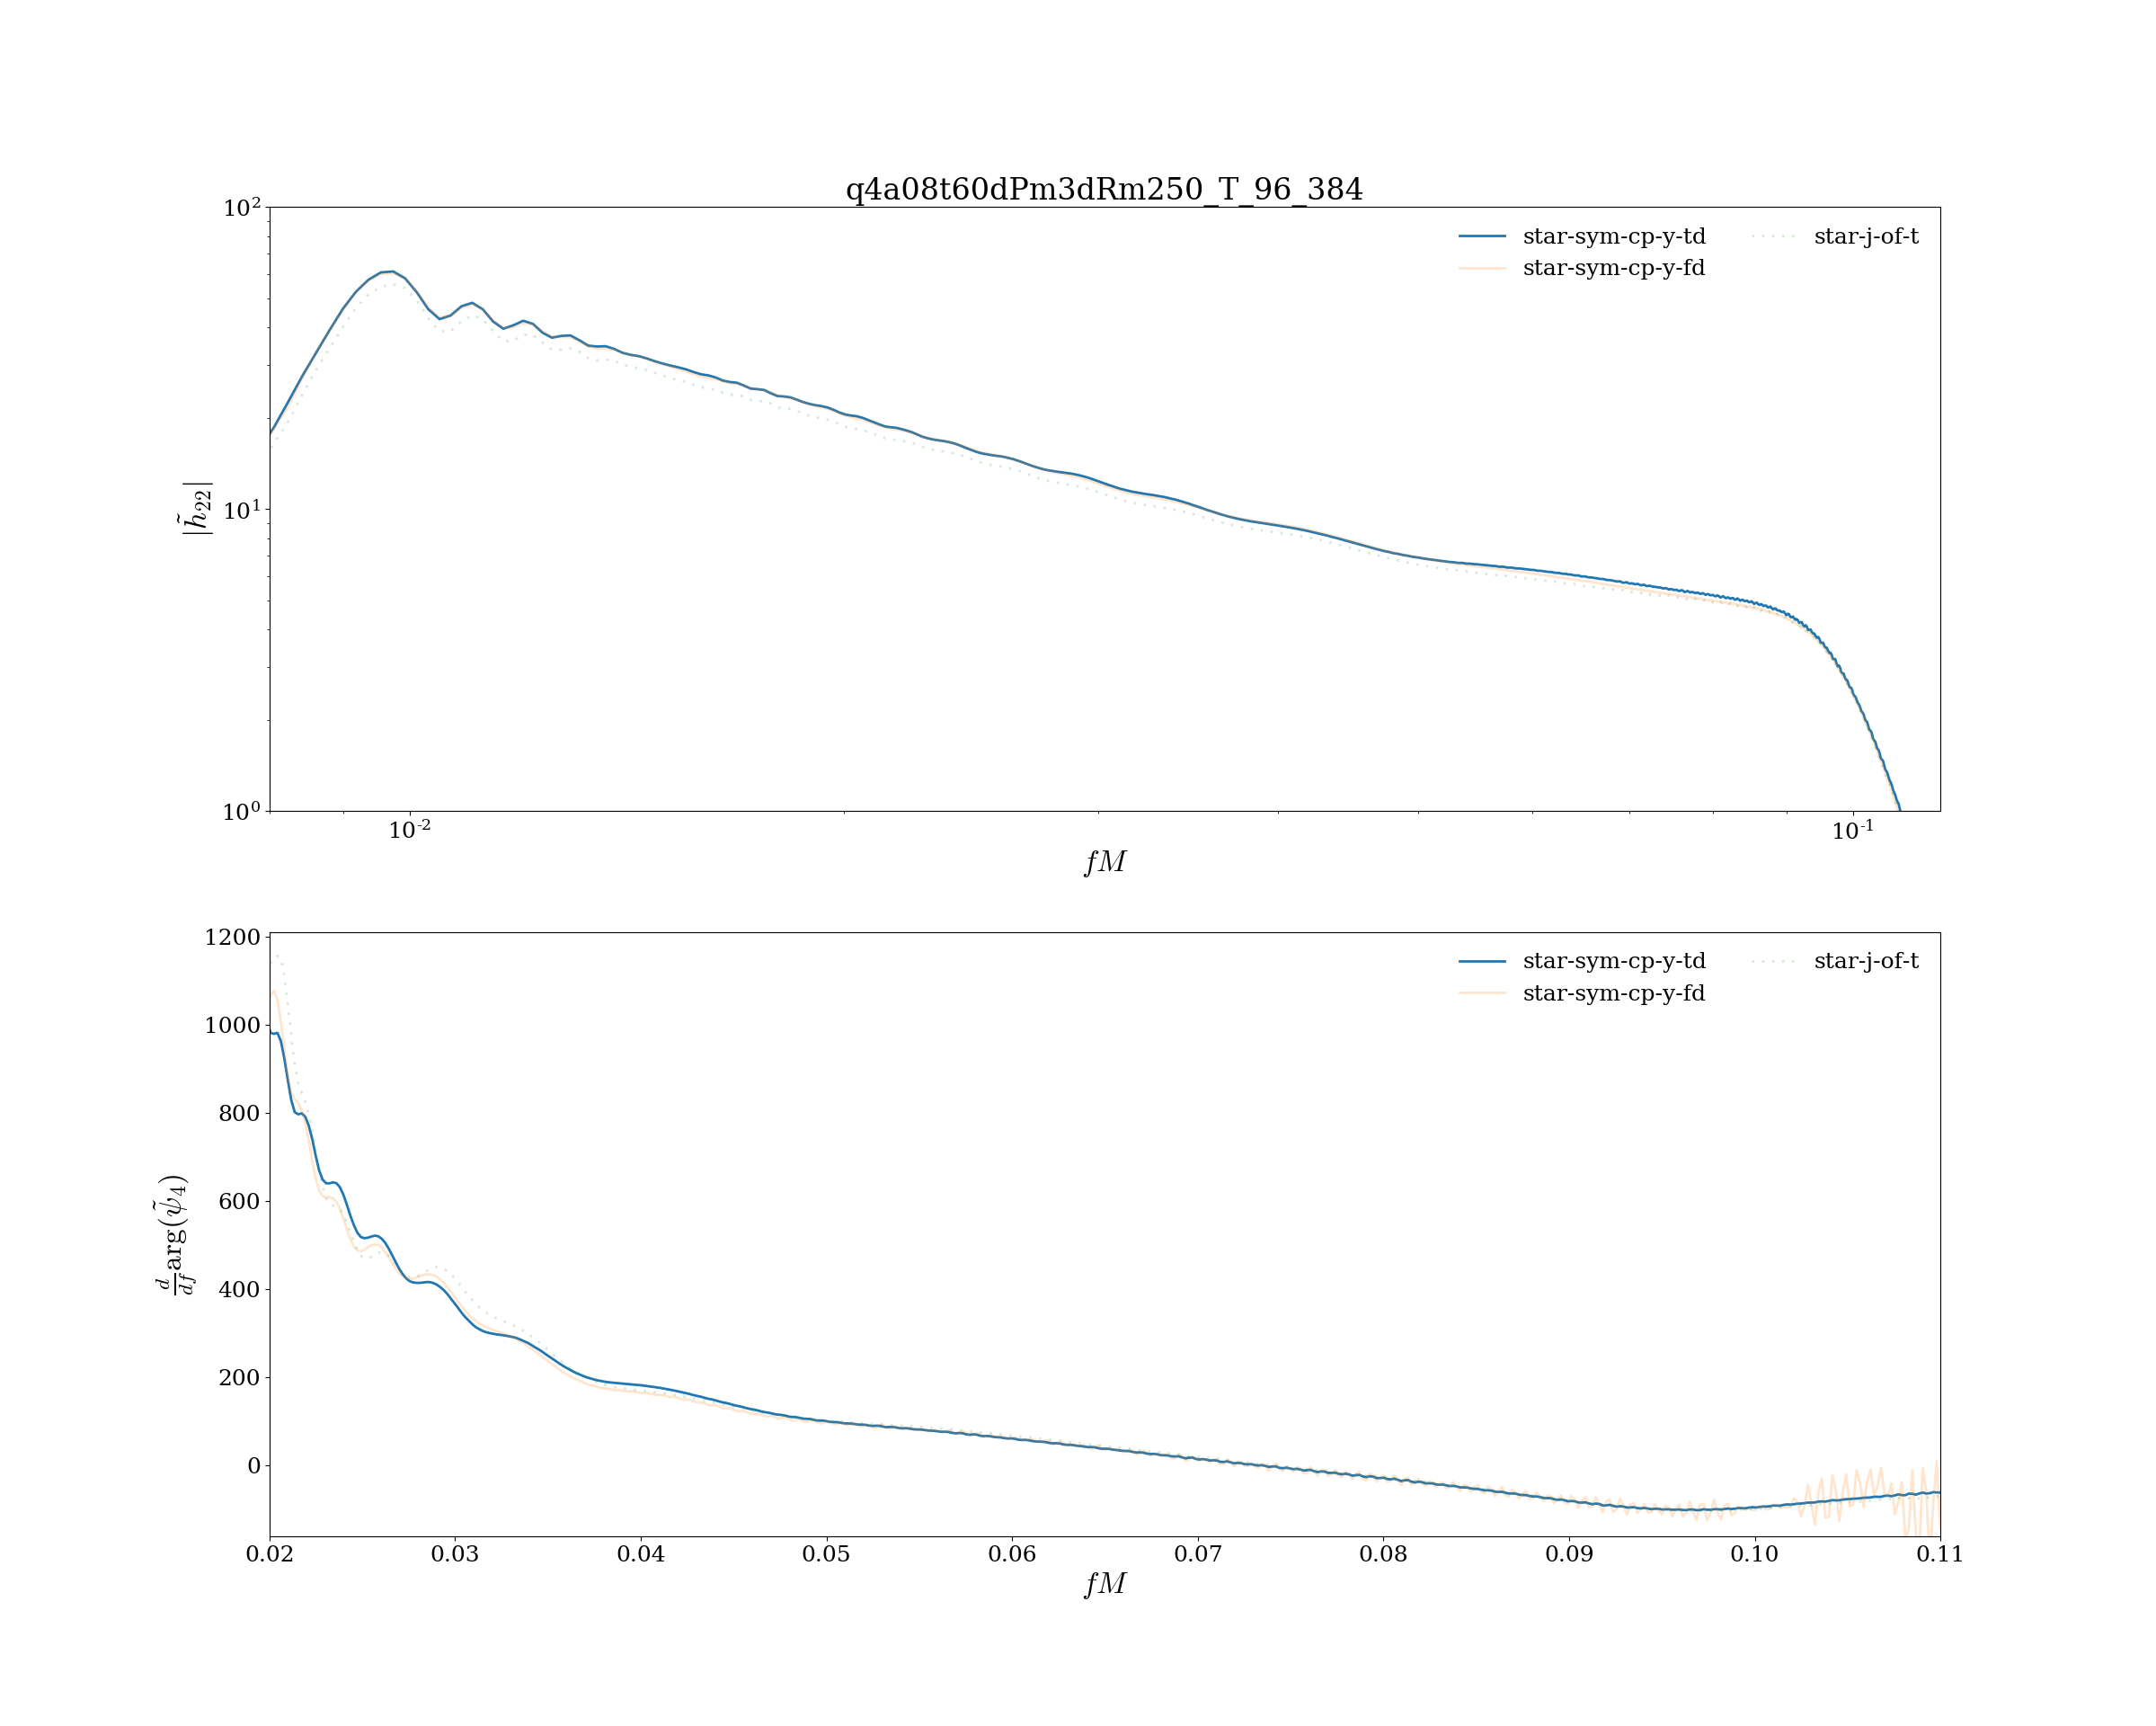 q4a08t60dPm3dRm250_T_96_384
10²
10¹
10⁰
|h̃₂₂|
star-sym-cp-y-td
star-sym-cp-y-fd
star-j-of-t
10⁻²
10⁻¹
fM
1200
1000
800
600
400
200
0
d/df arg(ψ̃₄)
star-sym-cp-y-td
star-sym-cp-y-fd
star-j-of-t
0.02 0.03 0.04 0.05 0.06 0.07 0.08 0.09 0.10 0.11
fM